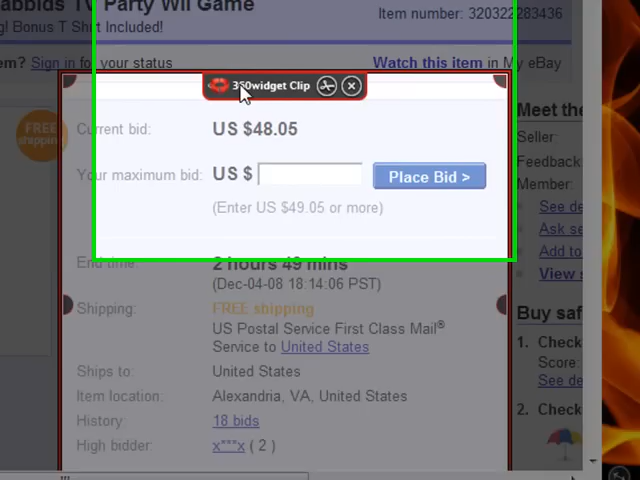 abbids TV Party Wii Game
g! Bonus T Shirt Included!
Item number: 320322283436
m? Sign in for your status
Watch this item in My eBay
360widget Clip
Meet the
FREE
shipping
Current bid: US $48.05
Seller:
Feedback
Your maximum bid: US $ Place Bid >
Member:
(Enter US $49.05 or more)
See de
Ask se
Add to
End time: 2 hours 49 mins
View s
(Dec-04-08 18:14:06 PST)
Shipping: FREE shipping
Buy saf
US Postal Service First Class Mail®
Service to United States
1. Check
Score:
Ships to: United States
See de
Item location: Alexandria, VA, United States
2. Check
History: 18 bids
High bidder: x***x ( 2 )